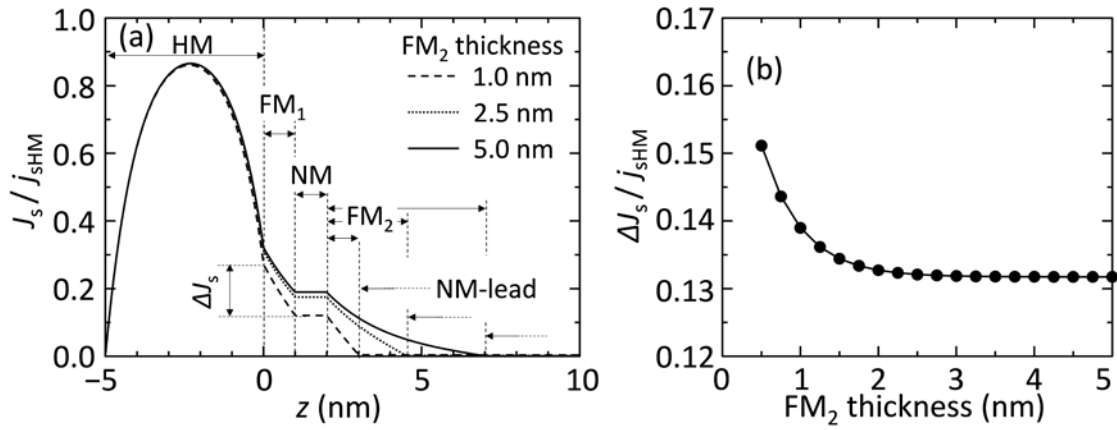 (a)
HM
FM₁
NM
FM₂
ΔJₛ
NM-lead
FM₂ thickness
1.0 nm
2.5 nm
5.0 nm
Jₛ / jₛHM
1.0
0.8
0.6
0.4
0.2
0.0
−5 0 5 10
z (nm)
(b)
ΔJₛ / jₛHM
0.17
0.16
0.15
0.14
0.13
0.12
0 1 2 3 4 5
FM₂ thickness (nm)